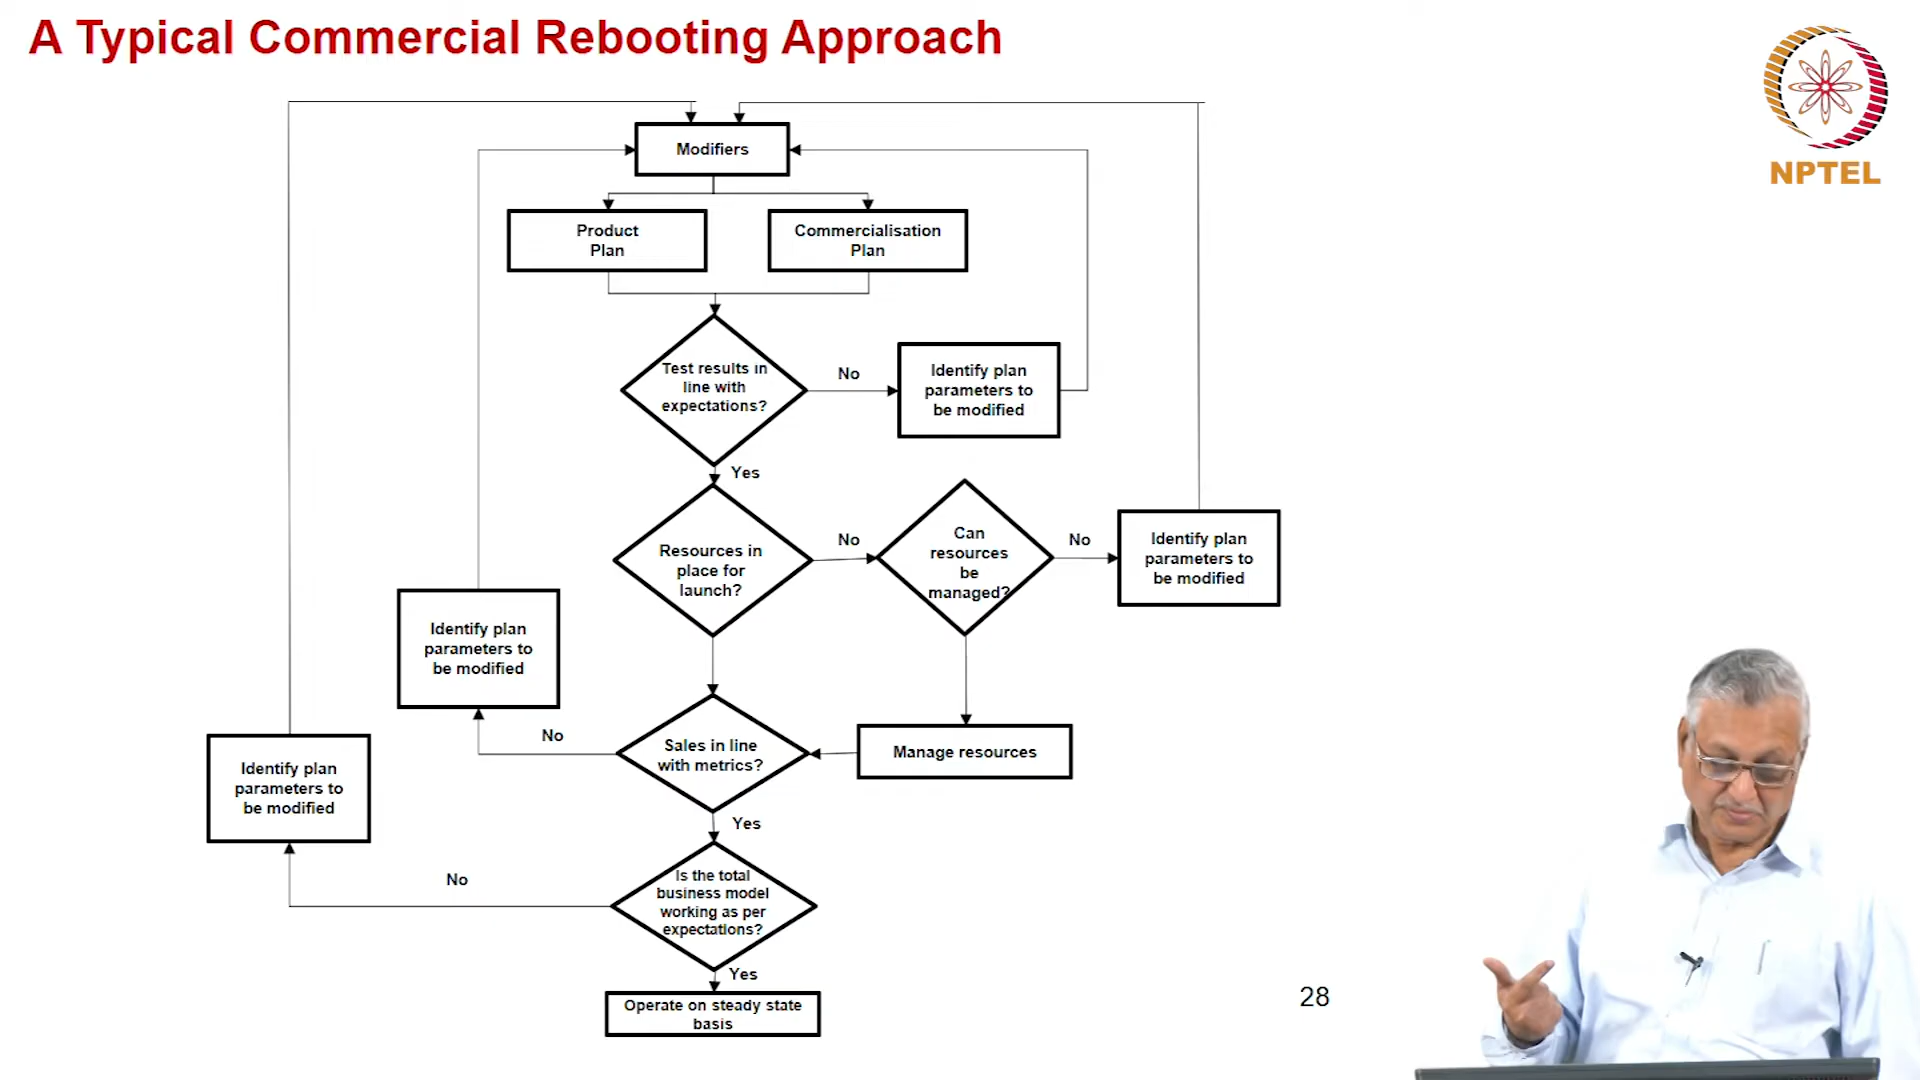 A Typical Commercial Rebooting Approach
NPTEL
Modifiers
Product
Plan
Commercialisation
Plan
Test results in
line with
expectations?
No
Identify plan
parameters to
be modified
Yes
Resources in
place for
launch?
No
Can
resources
be
managed?
No
Identify plan
parameters to
be modified
Identify plan
parameters to
be modified
Sales in line
with metrics?
No
Manage resources
Identify plan
parameters to
be modified
Yes
Is the total
business model
working as per
expectations?
No
Yes
Operate on steady state
basis
28